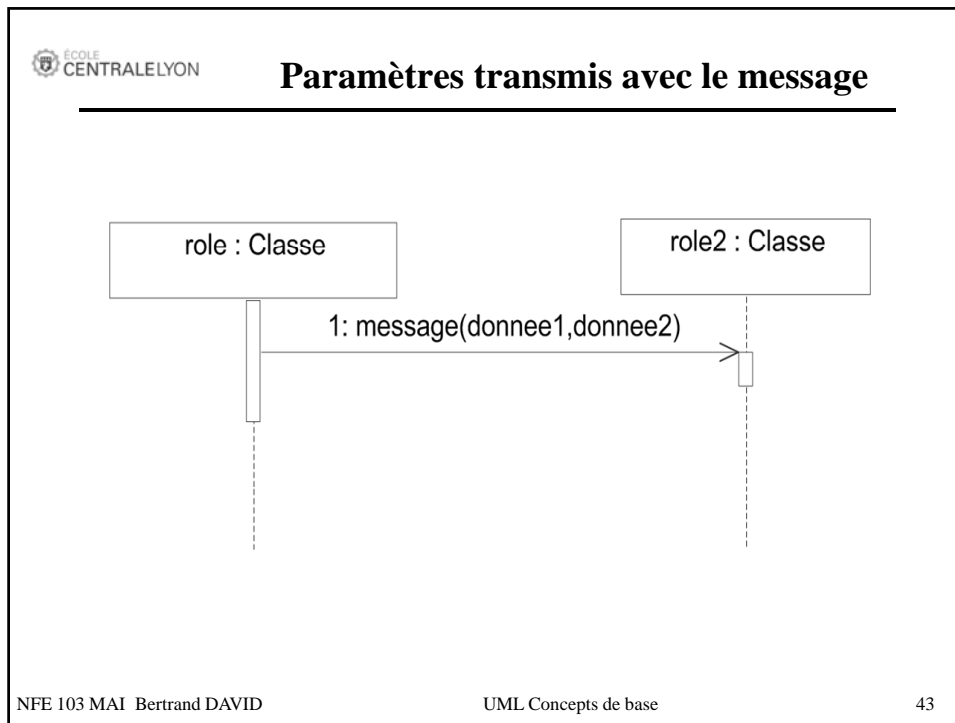 ÉCOLE
CENTRALELYON
Paramètres transmis avec le message
role : Classe
role2 : Classe
1: message(donnee1,donnee2)
NFE 103 MAI Bertrand DAVID
UML Concepts de base
43